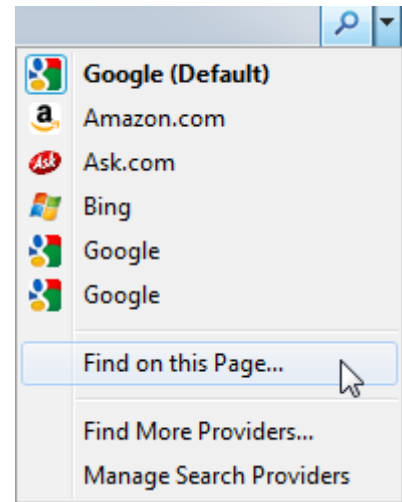 Google (Default)
a
Amazon.com
Ask
Ask.com
Bing
Google
Google
Find on this Page...
Find More Providers...
Manage Search Providers